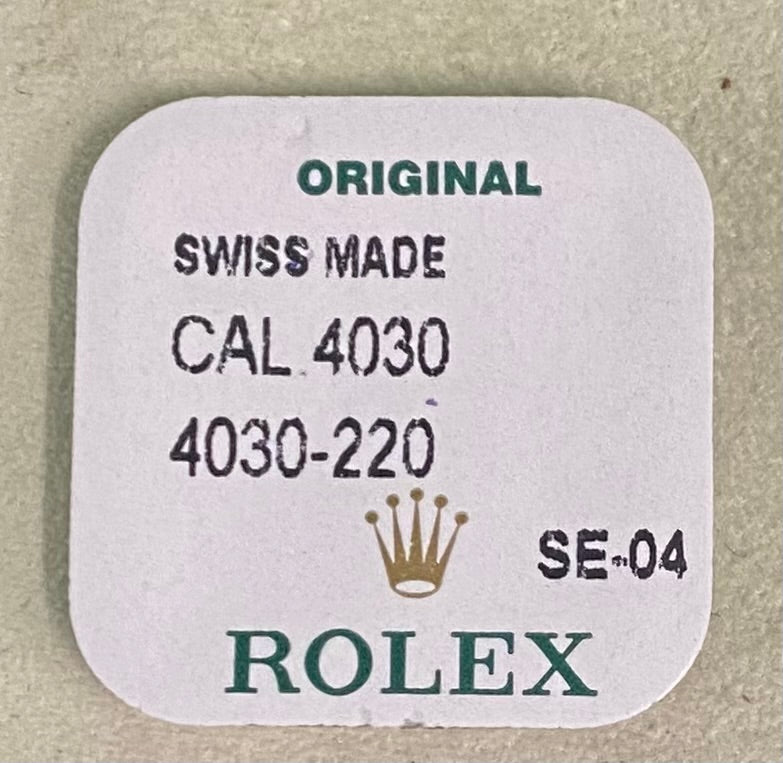 ORIGINAL
SWISS MADE
CAL 4030
4030-220
SE-04
ROLEX